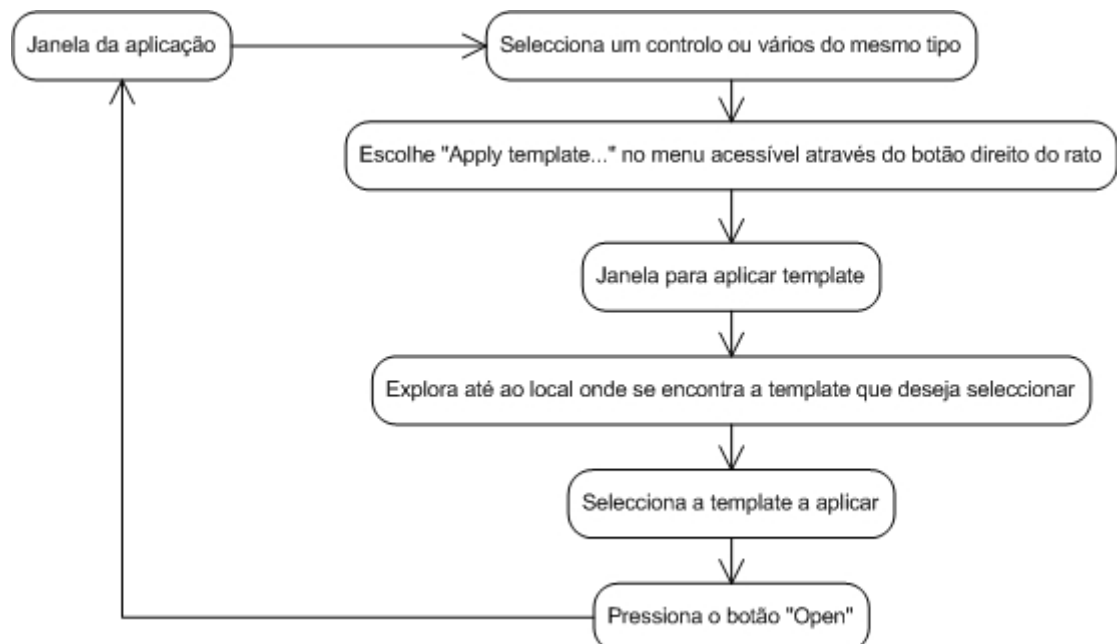 Janela da aplicação
Selecciona um controlo ou vários do mesmo tipo
Escolhe "Apply template..." no menu acessível através do botão direito do rato
Janela para aplicar template
Explora até ao local onde se encontra a template que deseja seleccionar
Selecciona a template a aplicar
Pressiona o botão "Open"